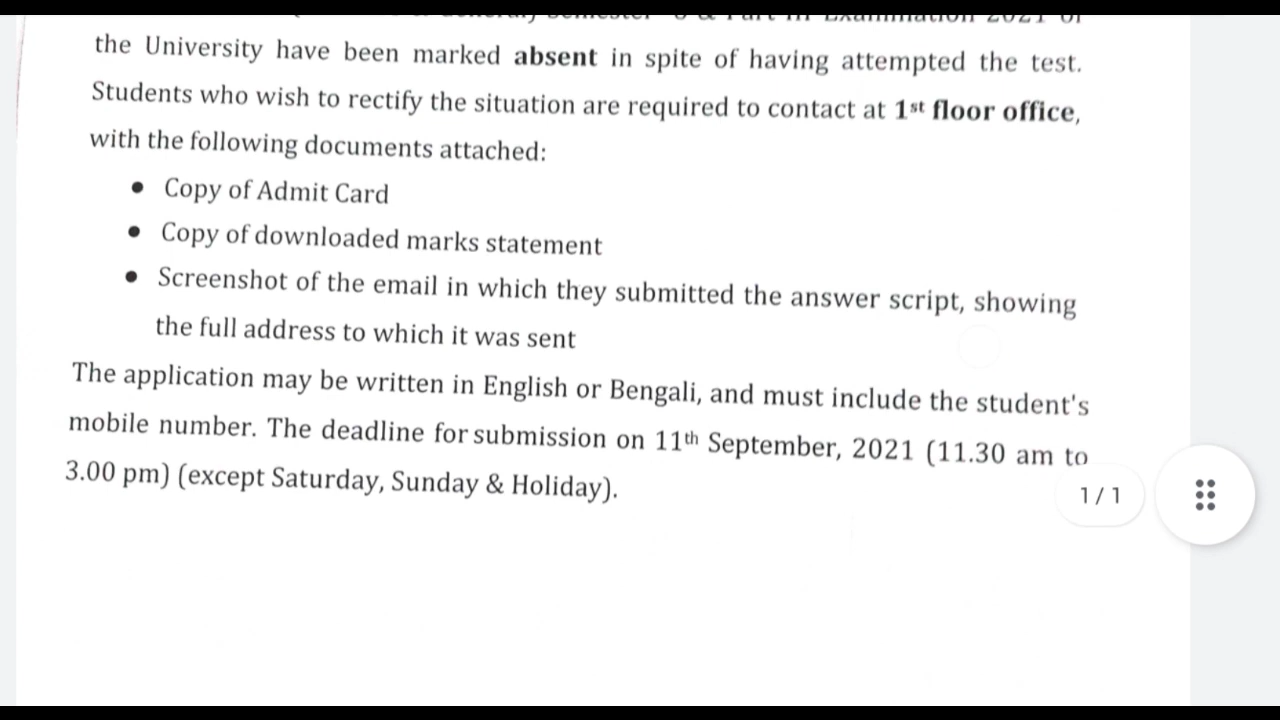 the University have been marked absent in spite of having attempted the test.
Students who wish to rectify the situation are required to contact at 1st floor office,
with the following documents attached:
• Copy of Admit Card
• Copy of downloaded marks statement
• Screenshot of the email in which they submitted the answer script, showing
the full address to which it was sent
The application may be written in English or Bengali, and must include the student's
mobile number. The deadline for submission on 11th September, 2021 (11.30 am to
3.00 pm) (except Saturday, Sunday & Holiday).
1 / 1